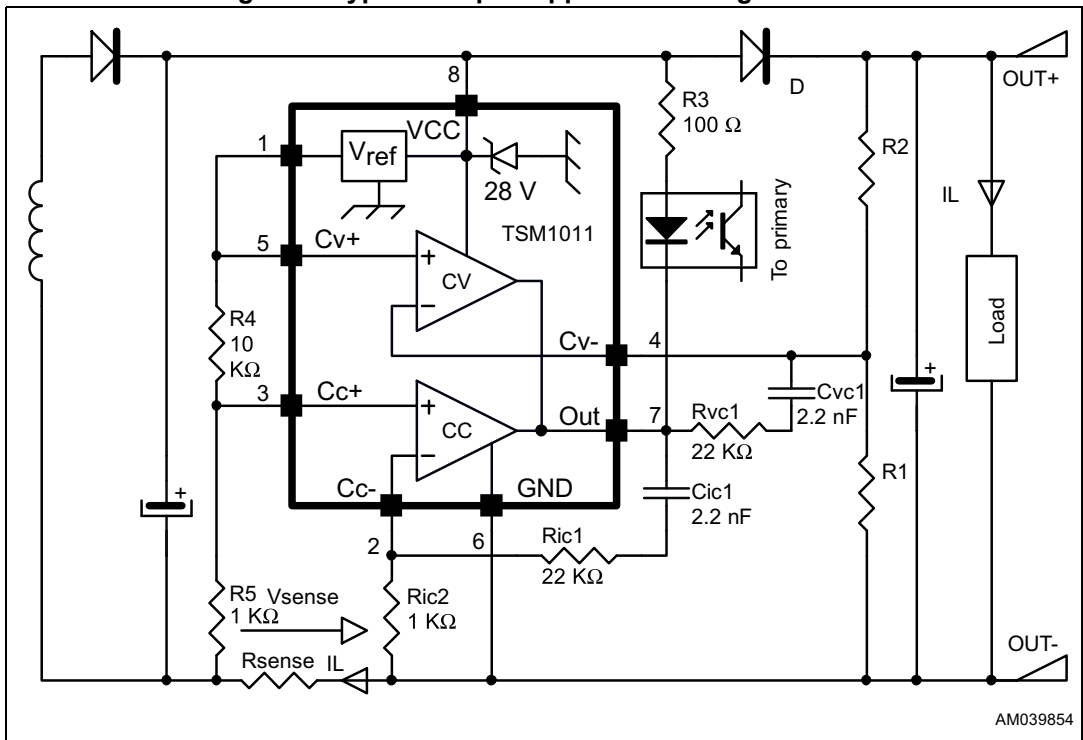 OUT+
D
8
R3
100 Ω
VCC
1
Vref
R2
28 V
IL
TSM1011
To primary
5
Cv+
+
CV
−
R4
10
KΩ
Load
Cv-
4
+
3
Cc+
+
CC
−
Out
7
Rvc1
22 KΩ
Cvc1
2.2 nF
Cc-
GND
Cic1
2.2 nF
R1
+
2
6
Ric1
22 KΩ
R5
1 KΩ
Vsense
Ric2
1 KΩ
Rsense
IL
OUT-
AM039854